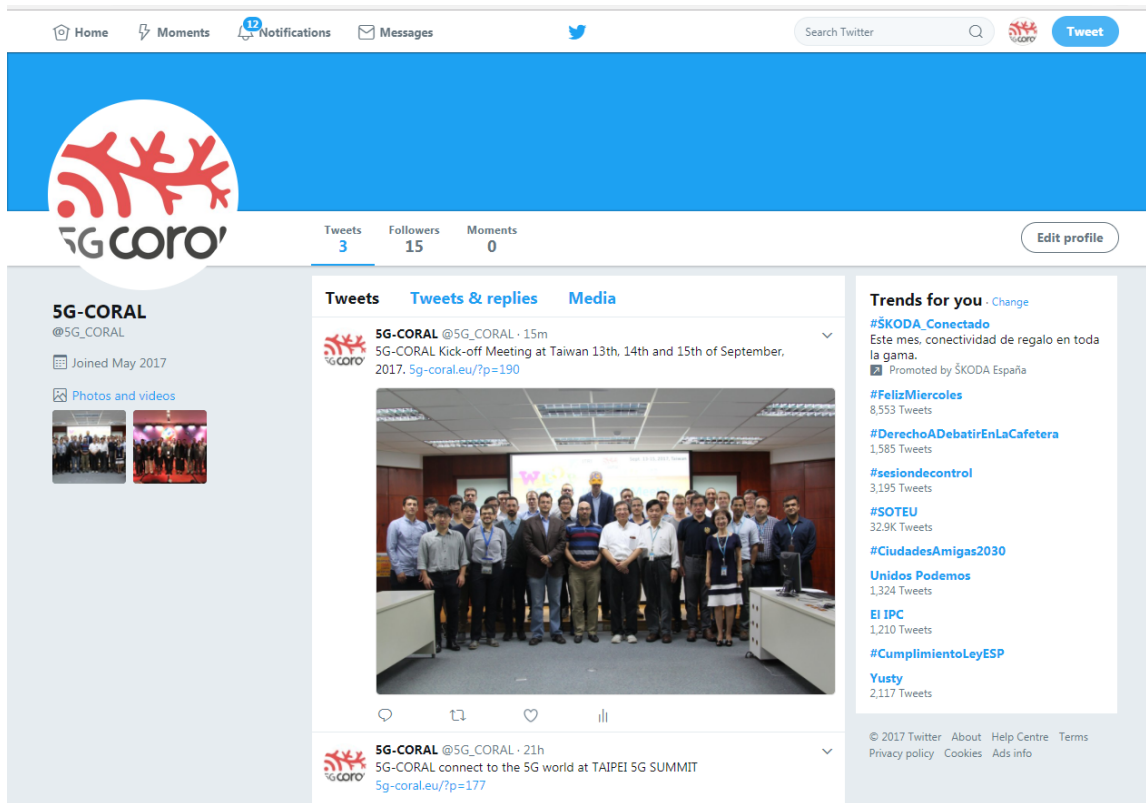 Home
Moments
12
Notifications
Messages
Search Twitter
Tweet
5G coro
Tweets
3
Followers
15
Moments
0
Edit profile
5G-CORAL
@5G_CORAL
Joined May 2017
Photos and videos
Tweets
Tweets & replies
Media
5G-CORAL @5G_CORAL · 15m
5G-CORAL Kick-off Meeting at Taiwan 13th, 14th and 15th of September,
2017. 5g-coral.eu/?p=190
5G-CORAL @5G_CORAL · 21h
5G-CORAL connect to the 5G world at TAIPEI 5G SUMMIT
5g-coral.eu/?p=177
Trends for you · Change
#ŠKODA_Conectado
Este mes, conectividad de regalo en toda
la gama.
Promoted by ŠKODA España
#FelizMiercoles
8,553 Tweets
#DerechoADebatirEnLaCafetera
1,585 Tweets
#sesiondecontrol
3,195 Tweets
#SOTEU
32.9K Tweets
#CiudadesAmigas2030
Unidos Podemos
1,324 Tweets
El IPC
1,210 Tweets
#CumplimientoLeyESP
Yusty
2,117 Tweets
© 2017 Twitter About Help Centre Terms
Privacy policy Cookies Ads info